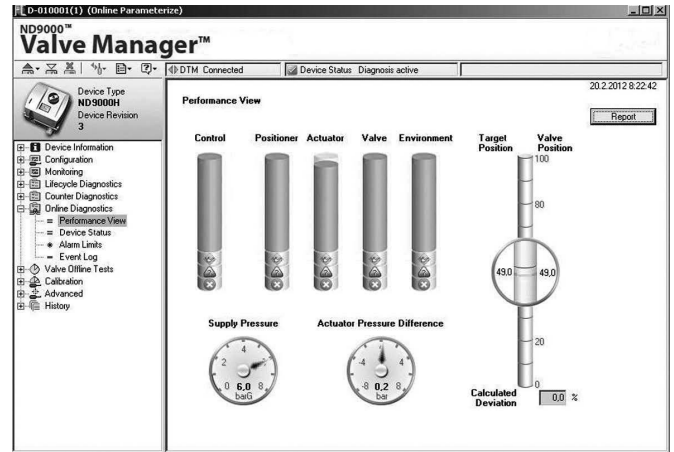 D-010001(1) (Online Parameterize)
ND9000™
Valve Manager™
DTM Connected
Device Status Diagnosis active
Device Type
ND9000H
Device Revision
3
Device Information
Configuration
Monitoring
Lifecycle Diagnostics
Counter Diagnostics
Online Diagnostics
Performance View
Device Status
Alarm Limits
Event Log
Valve Offline Tests
Calibration
Advanced
History
20.2.2012 8:22:42
Performance View
Report
Control Positioner Actuator Valve Environment
Target Position
Valve Position
100
80
49,0 49,0
20
0
Supply Pressure
2 4
0 6,0 8
barG
Actuator Pressure Difference
-4 4
-8 0,2 8
bar
Calculated Deviation
0,0 %